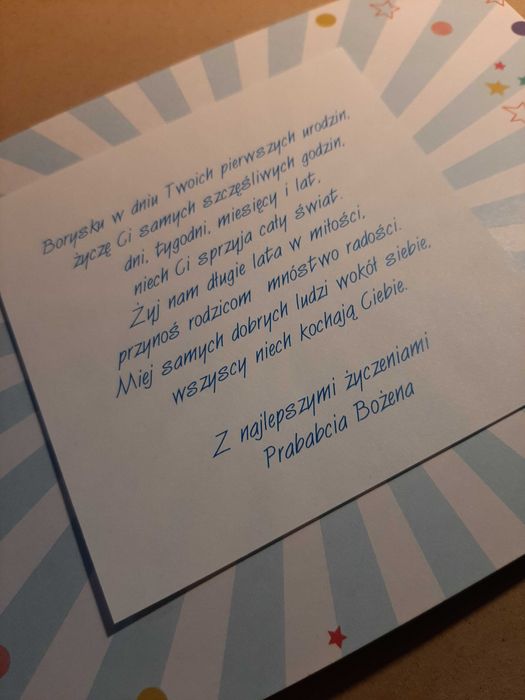 Borysku w dniu Twoich pierwszych urodzin,
życzę Ci samych szczęśliwych godzin,
dni, tygodni, miesięcy i lat,
niech Ci sprzyja cały świat.
Żyj nam długie lata w miłości,
przynoś rodzicom mnóstwo radości.
Miej samych dobrych ludzi wokół siebie,
wszyscy niech kochają Ciebie.
Z najlepszymi życzeniami
Prababcia Bożena